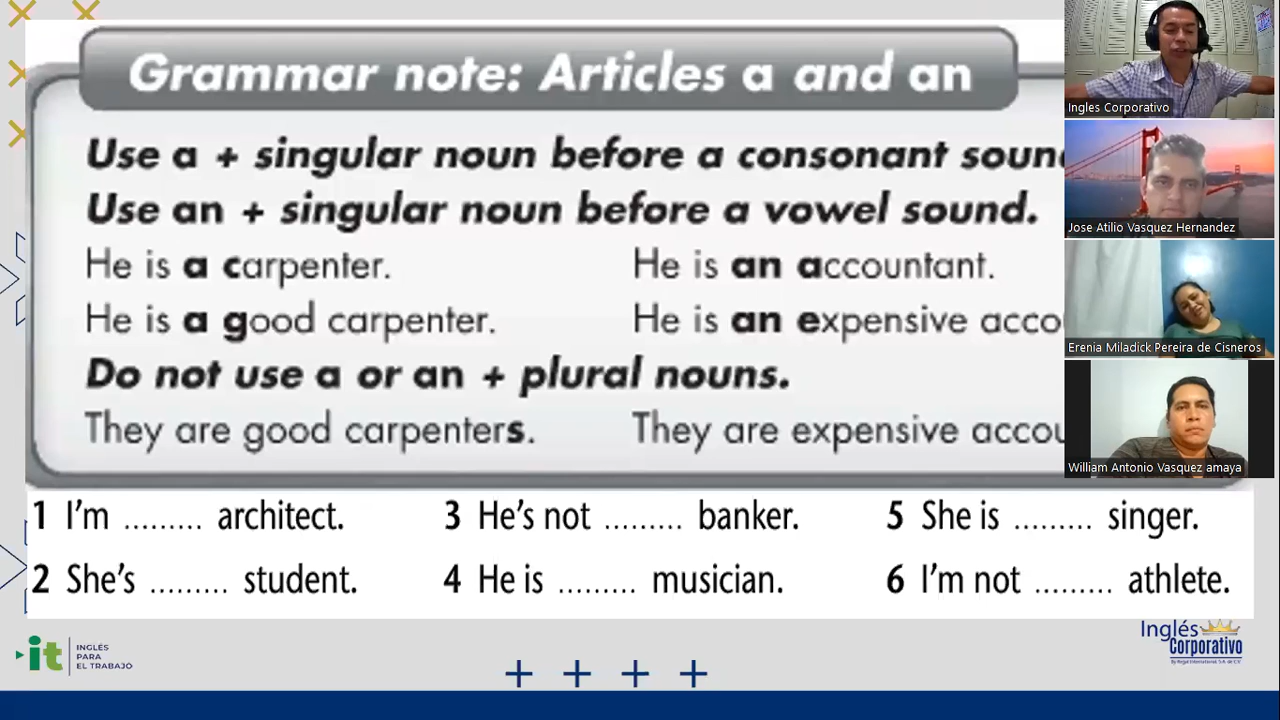 Grammar note: Articles a and an
Use a + singular noun before a consonant
Use an + singular noun before a vowel sound.
He is a carpenter. He is an accountant.
He is a good carpenter. He is an expensive
Do not use a or an + plural nouns.
They are good carpenters. They are expensive
1 I'm ......... architect. 3 He's not ......... banker. 5 She is ......... singer.
2 She's ......... student. 4 He is ......... musician. 6 I'm not ......... athlete.
Ingles Corporativo
Jose Atilio Vasquez Hernandez
Erenia Miladick Pereira de Cisneros
William Antonio Vasquez amaya
it
INGLÉS
PARA
EL TRABAJO
Inglés
Corporativo